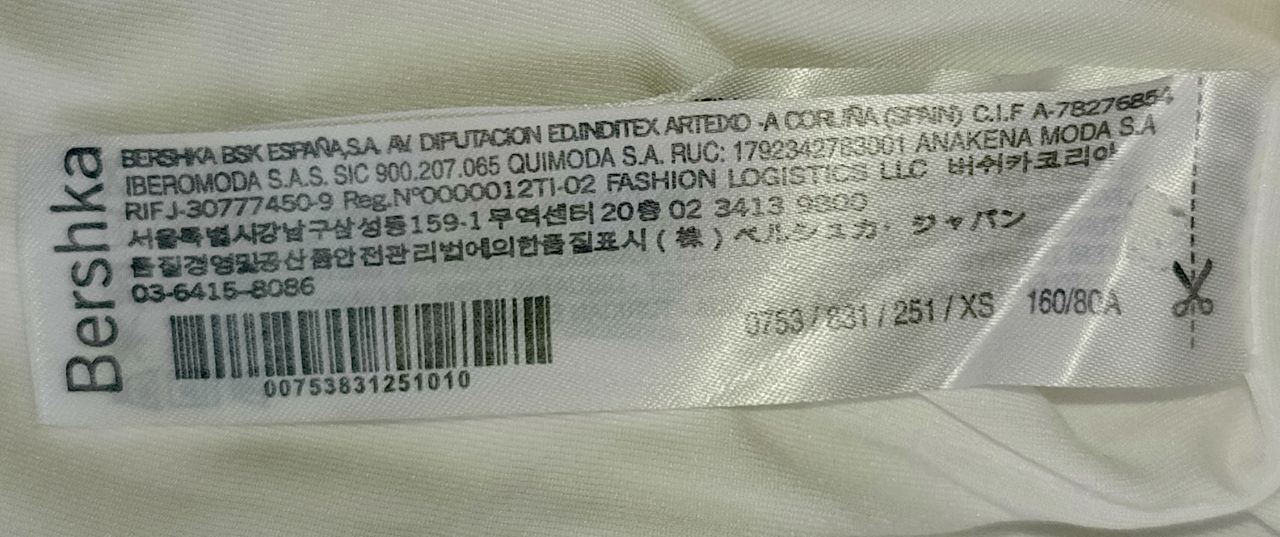 Bershka
BERSHKA BSK ESPAÑA,S.A. AV. DIPUTACION ED.INDITEX ARTEIXO -A CORUÑA (SPAIN) C.I.F A-78276854
IBEROMODA S.A.S. SIC 900.207.065 QUIMODA S.A. RUC: 1792342783001 ANAKENA MODA S.A
RIFJ-30777450-9 Reg.Nº0000012TI-02 FASHION LOGISTICS LLC 버쉬카코리아
서울특별시강남구삼성동159-1무역센터20층 02 3413 9800
품질경영및공산품안전관리법에의한품질표시 (株) ベルシュカ・ジャパン
03-6415-8086
00753831251010
0753 / 831 / 251 / XS 160/80A